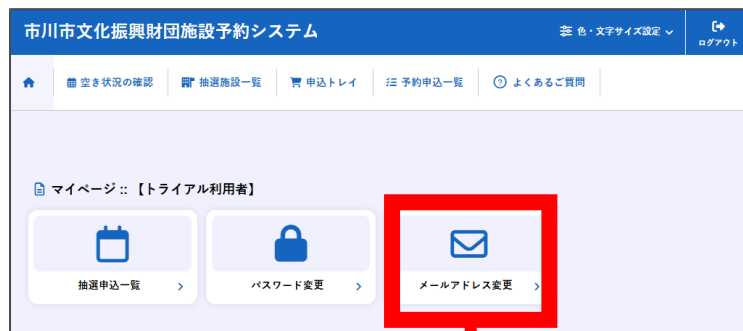 市川市文化振興財団施設予約システム
色・文字サイズ設定
ログアウト
空き状況の確認
抽選施設一覧
申込トレイ
予約申込一覧
よくあるご質問
マイページ :: 【トライアル利用者】
抽選申込一覧
パスワード変更
メールアドレス変更